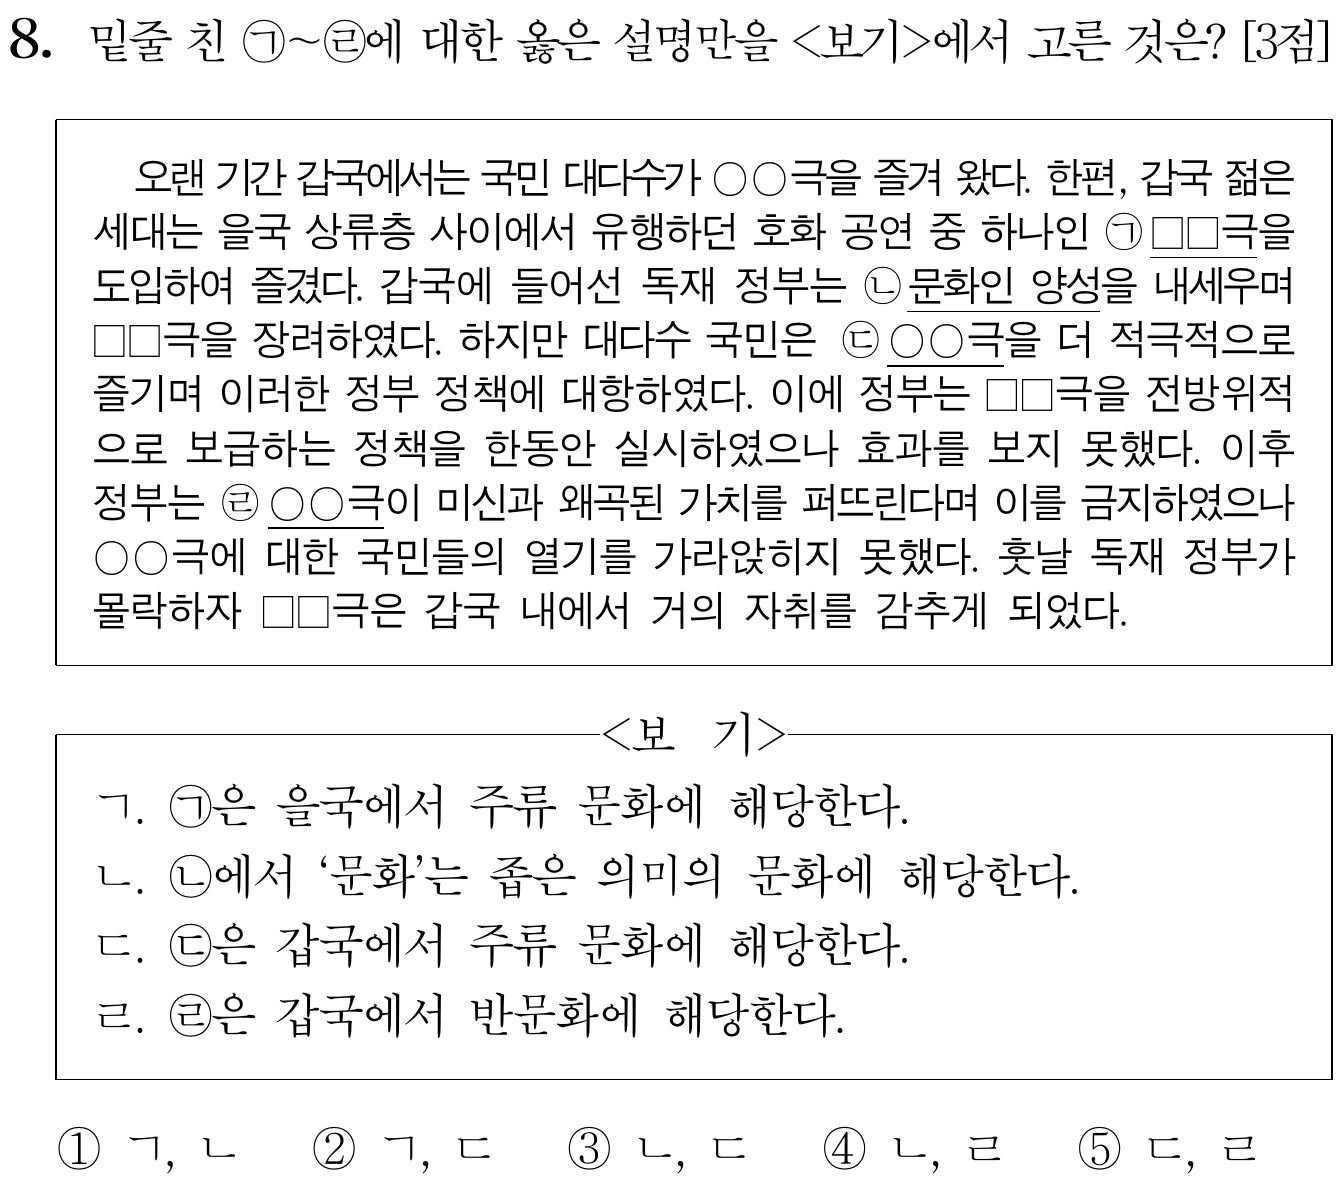 8. 밑줄 친 ㉠~㉣에 대한 옳은 설명만을 <보기>에서 고른 것은? [3점]
오랜 기간 갑국에서는 국민 대다수가 ○○극을 즐겨 왔다. 한편, 갑국 젊은
세대는 을국 상류층 사이에서 유행하던 호화 공연 중 하나인 ㉠□□극을
도입하여 즐겼다. 갑국에 들어선 독재 정부는 ㉡문화인 양성을 내세우며
□□극을 장려하였다. 하지만 대다수 국민은 ㉢○○극을 더 적극적으로
즐기며 이러한 정부 정책에 대항하였다. 이에 정부는 □□극을 전방위적
으로 보급하는 정책을 한동안 실시하였으나 효과를 보지 못했다. 이후
정부는 ㉣○○극이 미신과 왜곡된 가치를 퍼뜨린다며 이를 금지하였으나
○○극에 대한 국민들의 열기를 가라앉히지 못했다. 훗날 독재 정부가
몰락하자 □□극은 갑국 내에서 거의 자취를 감추게 되었다.
<보 기>
ㄱ. ㉠은 을국에서 주류 문화에 해당한다.
ㄴ. ㉡에서 ‘문화’는 좁은 의미의 문화에 해당한다.
ㄷ. ㉢은 갑국에서 주류 문화에 해당한다.
ㄹ. ㉣은 갑국에서 반문화에 해당한다.
① ㄱ, ㄴ ② ㄱ, ㄷ ③ ㄴ, ㄷ ④ ㄴ, ㄹ ⑤ ㄷ, ㄹ